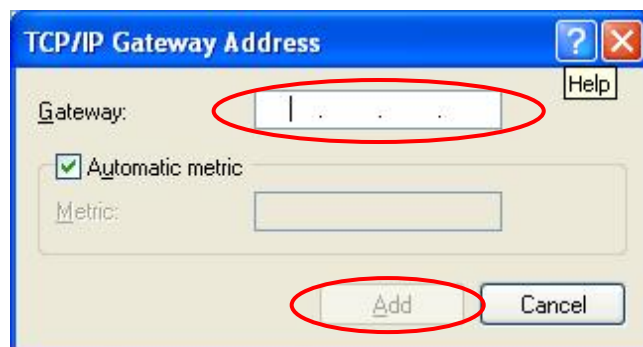 TCP/IP Gateway Address
?
Help
Gateway:
. . .
Automatic metric
Metric:
Add Cancel